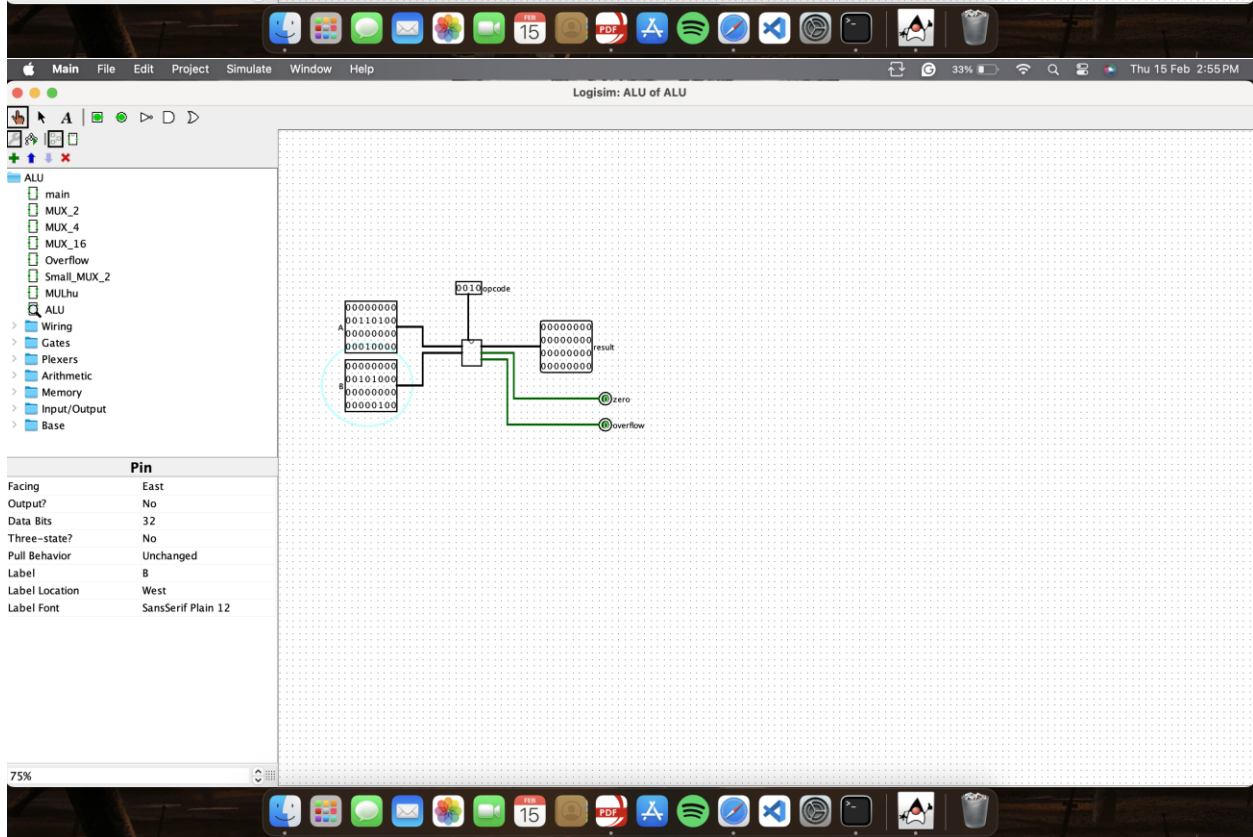 FEB
15
PDF
Main File Edit Project Simulate Window Help 33% Thu 15 Feb 2:55 PM
Logisim: ALU of ALU
A
ALU
main
MUX_2
MUX_4
MUX_16
Overflow
Small_MUX_2
MULhu
ALU
Wiring
Gates
Plexers
Arithmetic
Memory
Input/Output
Base
0010 opcode
A
00000000
00110100
00000000
00010000
B
00000000
00101000
00000000
00000100
00000000
00000000
00000000
00000000
result
zero
overflow
Pin
Facing East
Output? No
Data Bits 32
Three-state? No
Pull Behavior Unchanged
Label B
Label Location West
Label Font SansSerif Plain 12
75%
FEB
15
PDF